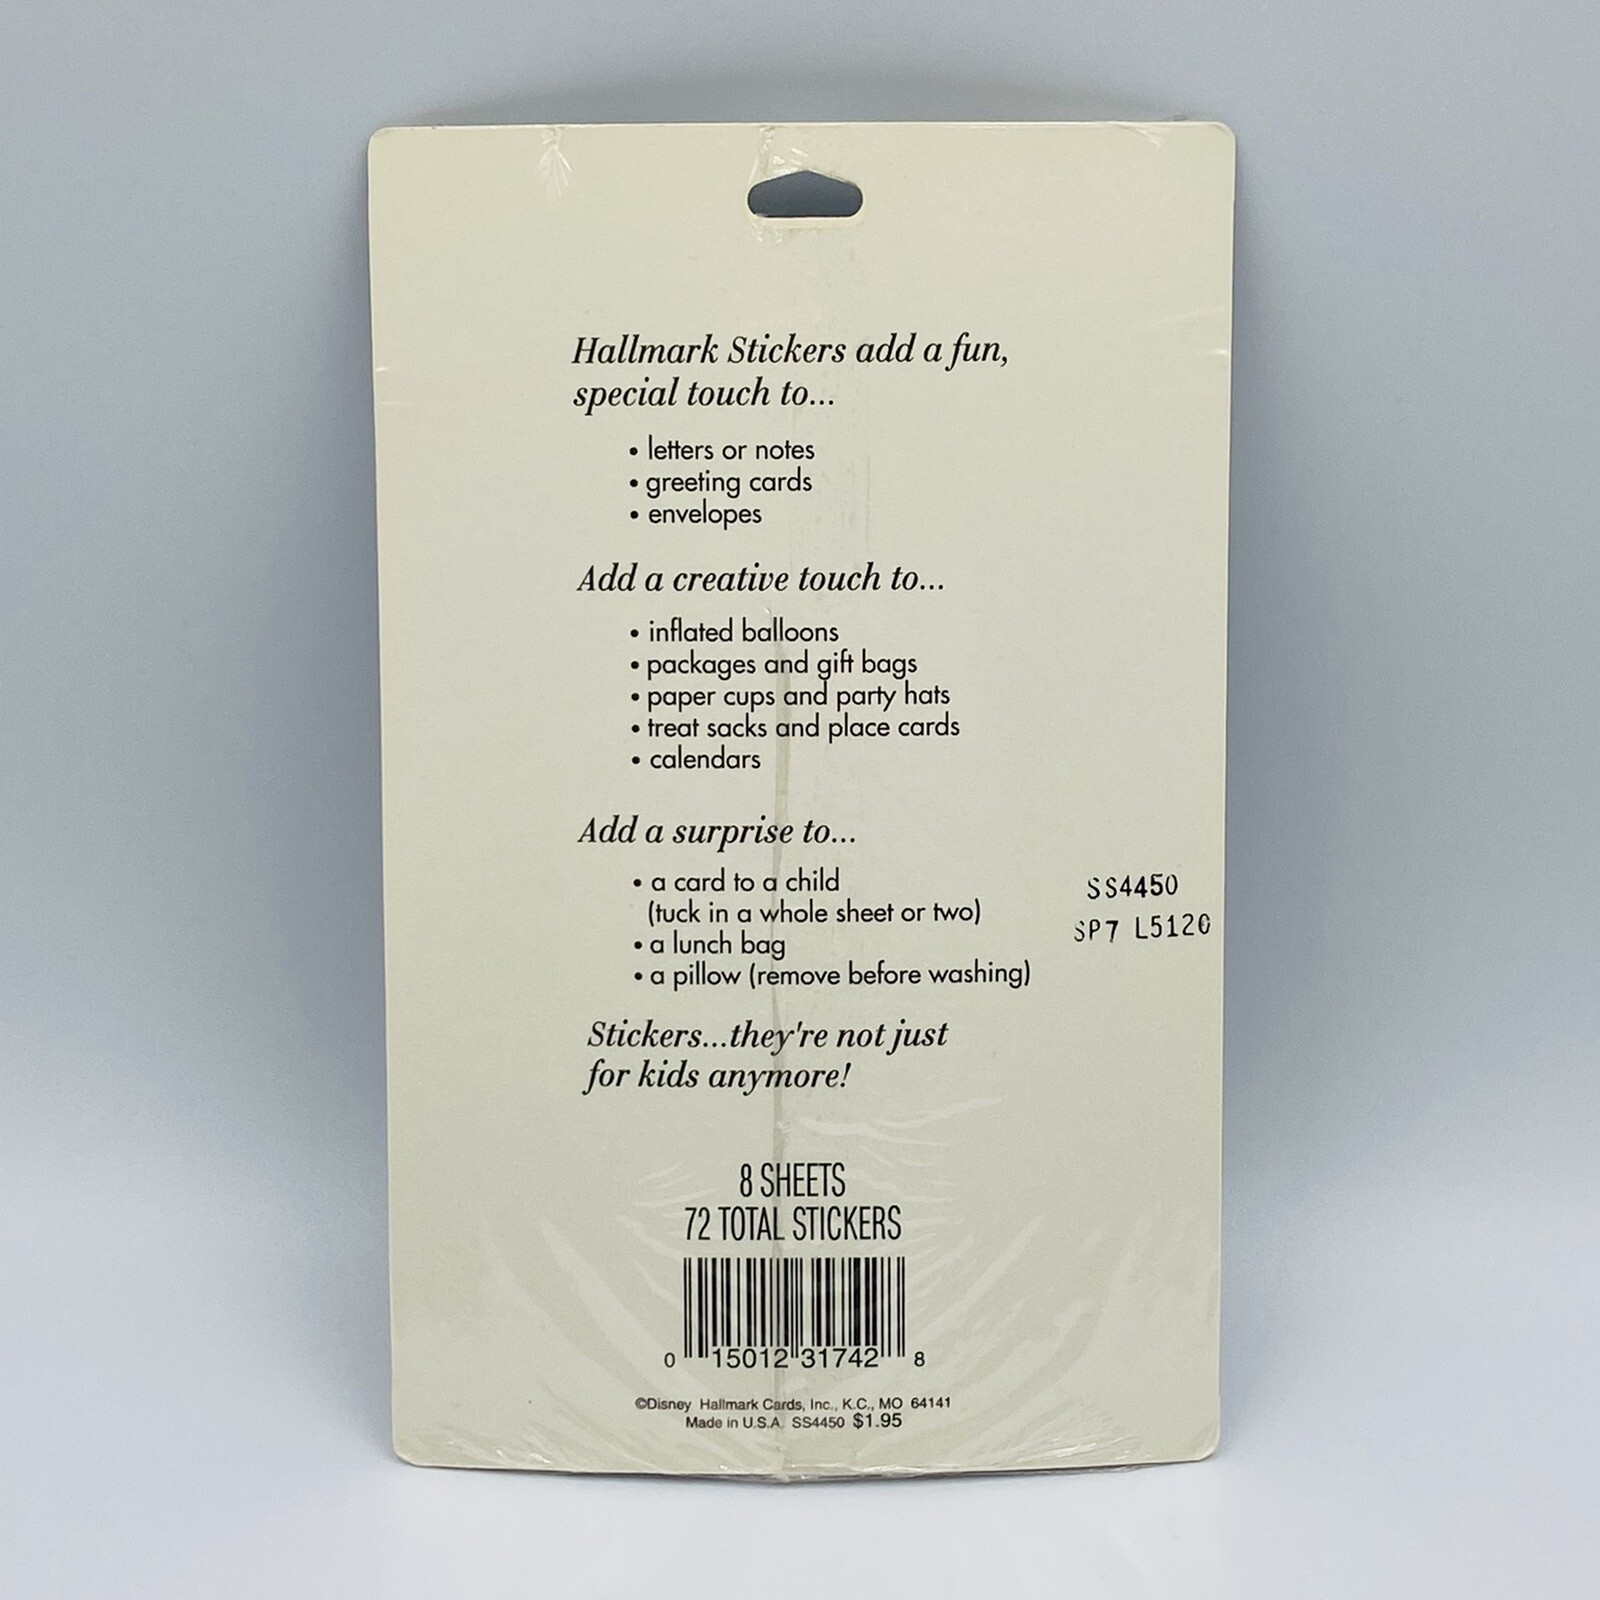 Hallmark Stickers add a fun,
special touch to...
• letters or notes
• greeting cards
• envelopes
Add a creative touch to...
• inflated balloons
• packages and gift bags
• paper cups and party hats
• treat sacks and place cards
• calendars
Add a surprise to...
• a card to a child
(tuck in a whole sheet or two)
• a lunch bag
• a pillow (remove before washing)
SS4450
SP7 L5120
Stickers...they're not just
for kids anymore!
8 SHEETS
72 TOTAL STICKERS
0 15012 31742 8
©Disney Hallmark Cards, Inc., K.C., MO 64141
Made in U.S.A. SS4450 $1.95